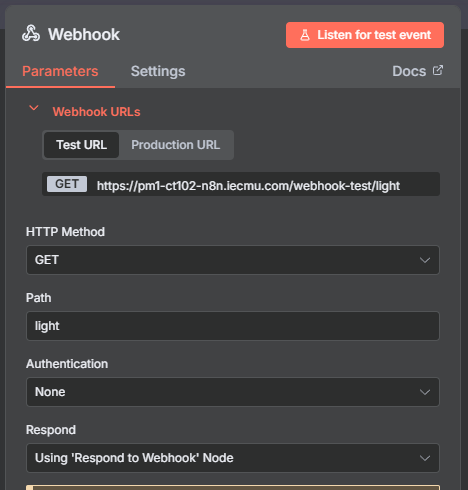 Webhook
Listen for test event
Parameters
Settings
Docs
Webhook URLs
Test URL
Production URL
GET
https://pm1-ct102-n8n.iecmu.com/webhook-test/light
HTTP Method
GET
Path
light
Authentication
None
Respond
Using 'Respond to Webhook' Node